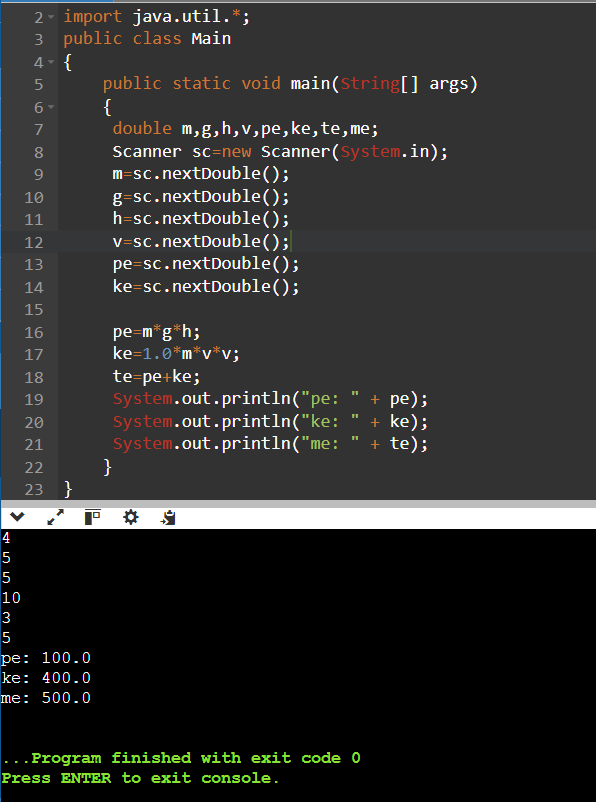 2 import java.util.*;
3 public class Main
4 {
5 public static void main(String[] args)
6 {
7 double m,g,h,v,pe,ke,te,me;
8 Scanner sc=new Scanner(System.in);
9 m=sc.nextDouble();
10 g=sc.nextDouble();
11 h=sc.nextDouble();
12 v=sc.nextDouble();
13 pe=sc.nextDouble();
14 ke=sc.nextDouble();
15
16 pe=m*g*h;
17 ke=1.0*m*v*v;
18 te=pe+ke;
19 System.out.println("pe: " + pe);
20 System.out.println("ke: " + ke);
21 System.out.println("me: " + te);
22 }
23 }
4
5
5
10
3
5
pe: 100.0
ke: 400.0
me: 500.0
...Program finished with exit code 0
Press ENTER to exit console.